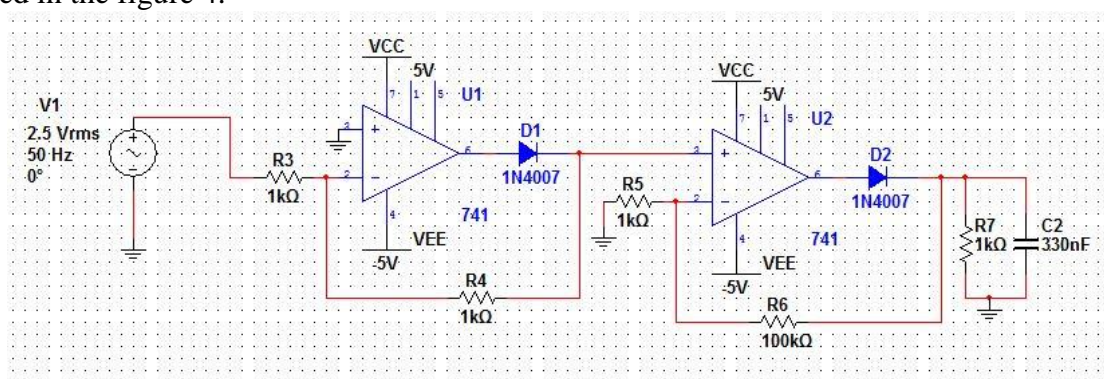 ed in the figure 4.
VCC
5V
7
1
5
U1
V1
2.5 Vrms
50 Hz
0°
3
+
R3
1kΩ
2
−
6
D1
1N4007
4
741
VEE
-5V
R4
1kΩ
VCC
5V
7
1
5
U2
3
+
R5
1kΩ
2
−
6
D2
1N4007
4
741
VEE
-5V
R6
100kΩ
R7
1kΩ
C2
330nF